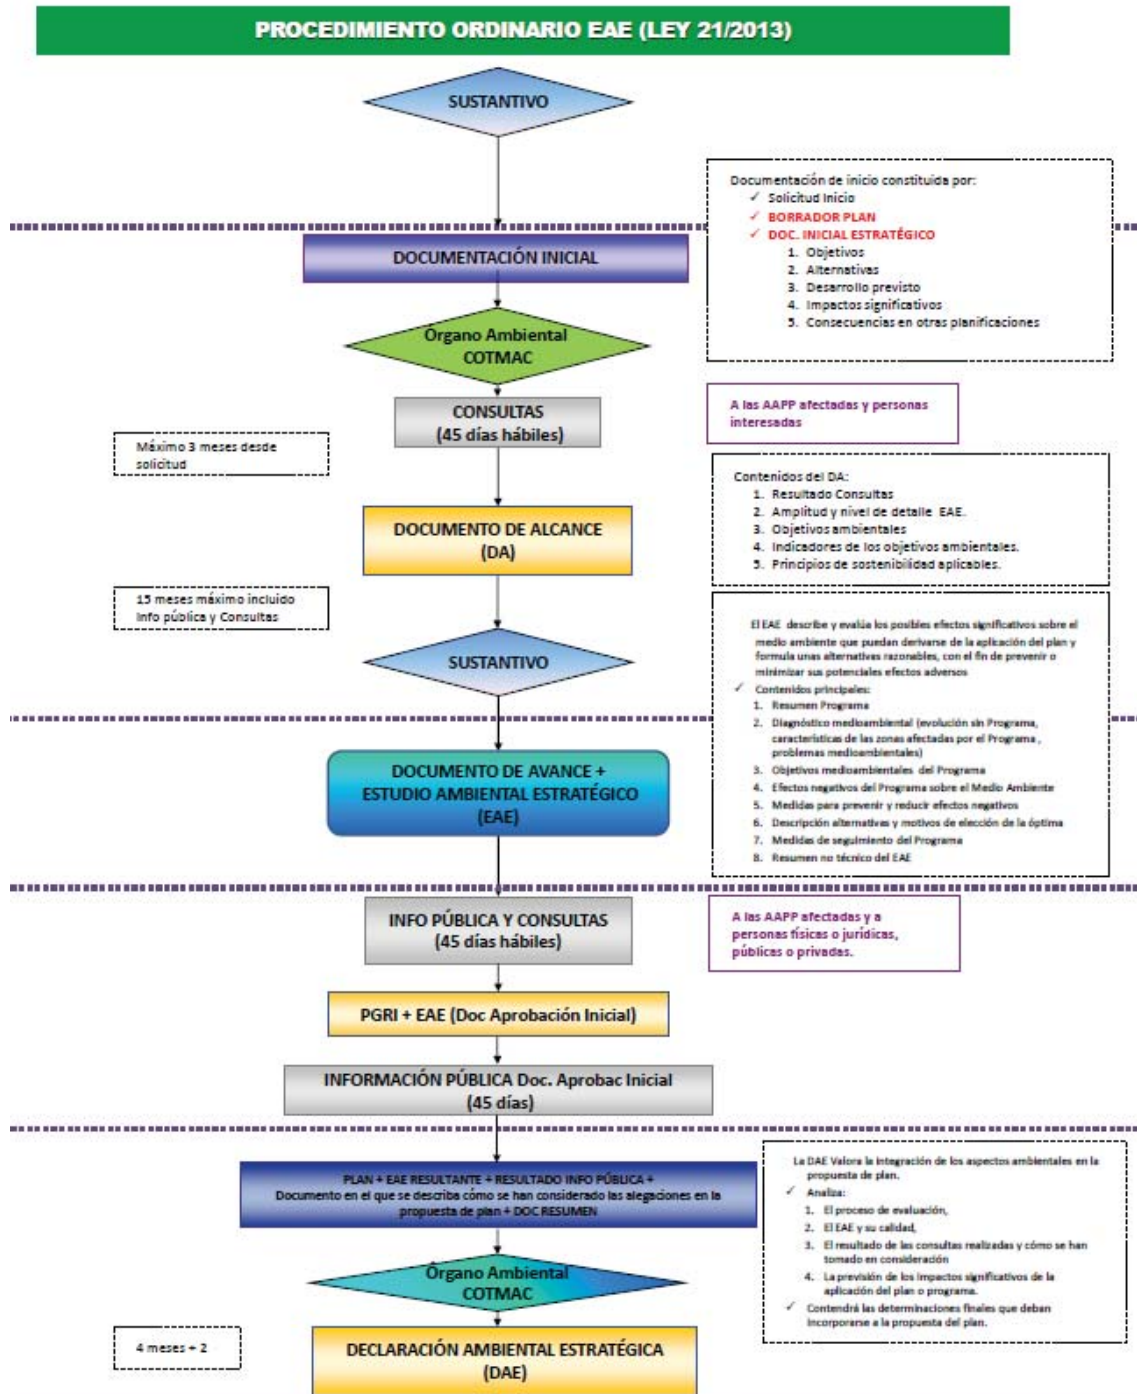 PROCEDIMIENTO ORDINARIO EAE (LEY 21/2013)
SUSTANTIVO
Documentación de inicio constituida por:
✓ Solicitud Inicio
✓ BORRADOR PLAN
✓ DOC. INICIAL ESTRATÉGICO
1. Objetivos
2. Alternativas
3. Desarrollo previsto
4. Impactos significativos
5. Consecuencias en otras planificaciones
DOCUMENTACIÓN INICIAL
Órgano Ambiental
COTMAC
CONSULTAS
(45 días hábiles)
A las AAPP afectadas y personas
interesadas
Máximo 3 meses desde
solicitud
Contenidos del DA:
1. Resultado Consultas
2. Amplitud y nivel de detalle EAE.
3. Objetivos ambientales
4. Indicadores de los objetivos ambientales.
5. Principios de sostenibilidad aplicables.
DOCUMENTO DE ALCANCE
(DA)
15 meses máximo incluido
Info pública y Consultas
SUSTANTIVO
El EAE describe y evalúa los posibles efectos significativos sobre el
medio ambiente que puedan derivarse de la aplicación del plan y
formula unas alternativas razonables, con el fin de prevenir o
minimizar sus potenciales efectos adversos
✓ Contenidos principales:
1. Resumen Programa
2. Diagnóstico medioambiental (evolución sin Programa,
características de las zonas afectadas por el Programa ,
problemas medioambientales)
3. Objetivos medioambientales del Programa
4. Efectos negativos del Programa sobre el Medio Ambiente
5. Medidas para prevenir y reducir efectos negativos
6. Descripción alternativas y motivos de elección de la óptima
7. Medidas de seguimiento del Programa
8. Resumen no técnico del EAE
DOCUMENTO DE AVANCE +
ESTUDIO AMBIENTAL ESTRATÉGICO
(EAE)
INFO PÚBLICA Y CONSULTAS
(45 días hábiles)
A las AAPP afectadas y a
personas físicas o jurídicas,
públicas o privadas.
PGRI + EAE (Doc Aprobación Inicial)
INFORMACIÓN PÚBLICA Doc. Aprobac Inicial
(45 días)
PLAN + EAE RESULTANTE + RESULTADO INFO PÚBLICA +
Documento en el que se describa cómo se han considerado las alegaciones en la
propuesta de plan + DOC RESUMEN
La DAE Valora la integración de los aspectos ambientales en la
propuesta de plan.
✓ Analiza:
1. El proceso de evaluación,
2. El EAE y su calidad,
3. El resultado de las consultas realizadas y cómo se han
tomado en consideración
4. La previsión de los impactos significativos de la
aplicación del plan o programa.
✓ Contendrá las determinaciones finales que deban
incorporarse a la propuesta del plan.
Órgano Ambiental
COTMAC
4 meses + 2
DECLARACIÓN AMBIENTAL ESTRATÉGICA
(DAE)